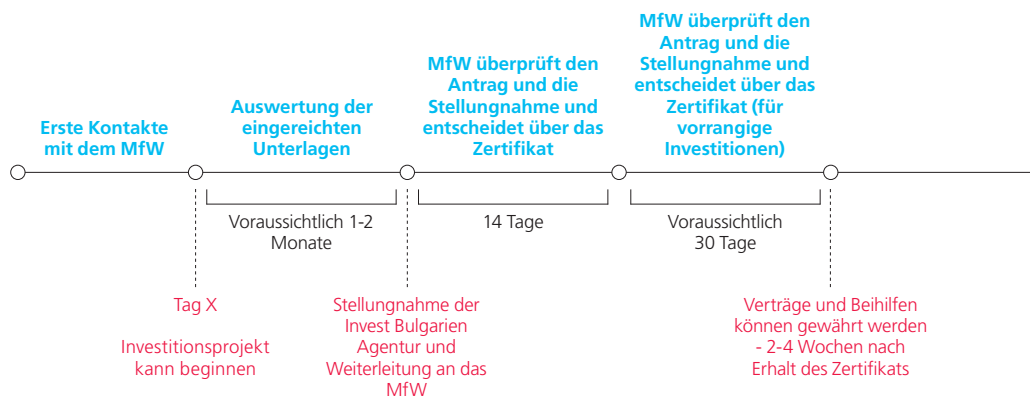 Erste Kontakte
mit dem MfW
Auswertung der
eingereichten
Unterlagen
MfW überprüft den
Antrag und die
Stellungnahme und
entscheidet über das
Zertifikat
MfW überprüft den
Antrag und die
Stellungnahme und
entscheidet über das
Zertifikat (für
vorrangige
Investitionen)
Voraussichtlich 1-2
Monate
14 Tage
Voraussichtlich
30 Tage
Tag X
Investitionsprojekt
kann beginnen
Stellungnahme der
Invest Bulgarien
Agentur und
Weiterleitung an das
MfW
Verträge und Beihilfen
können gewährt werden
- 2-4 Wochen nach
Erhalt des Zertifikats